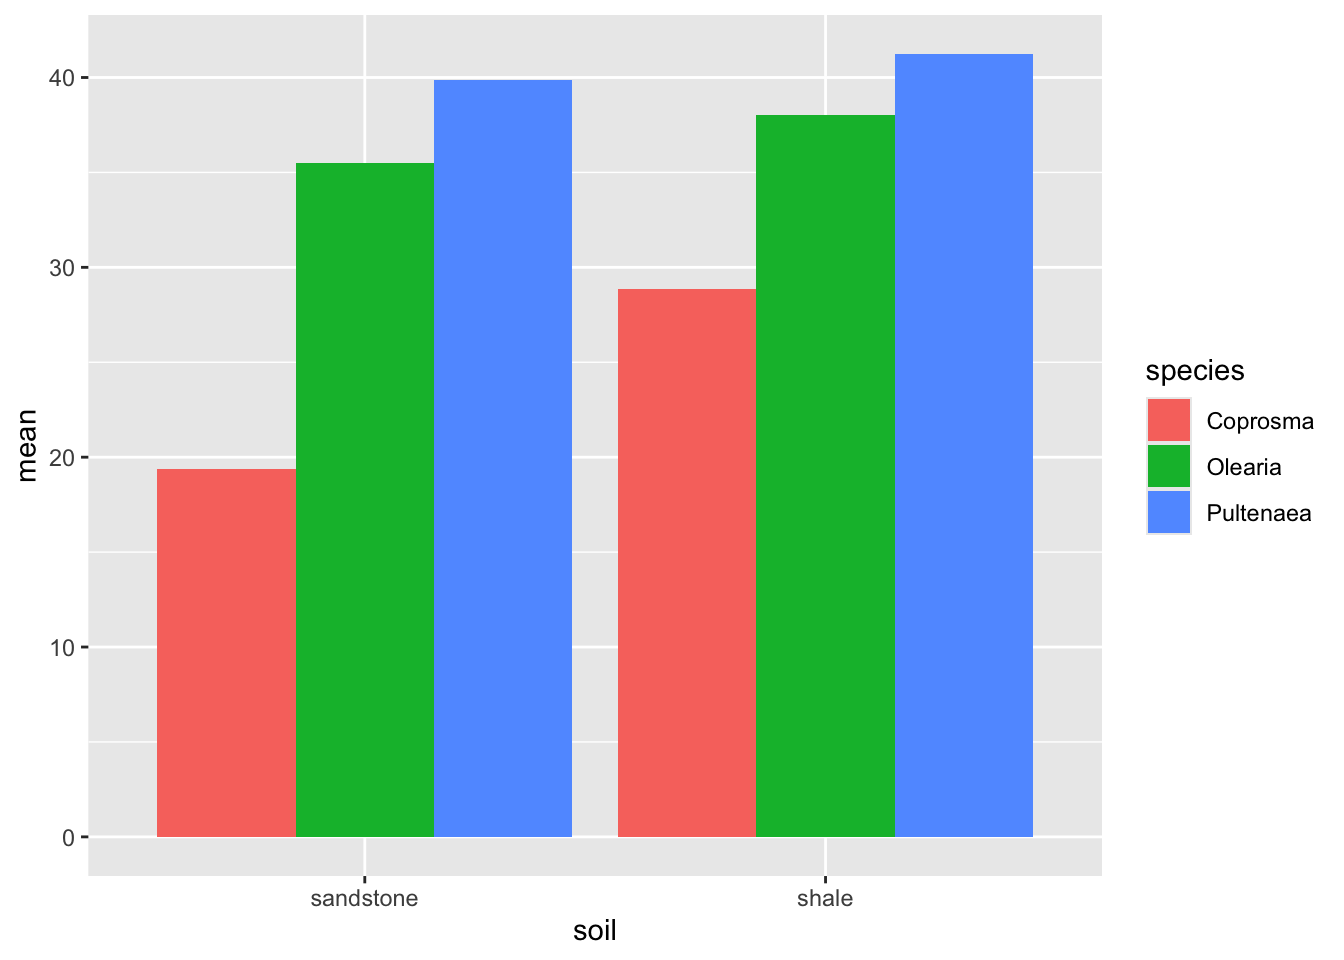 mean
40
30
20
10
0
sandstone
shale
soil
species
Coprosma
Olearia
Pultenaea